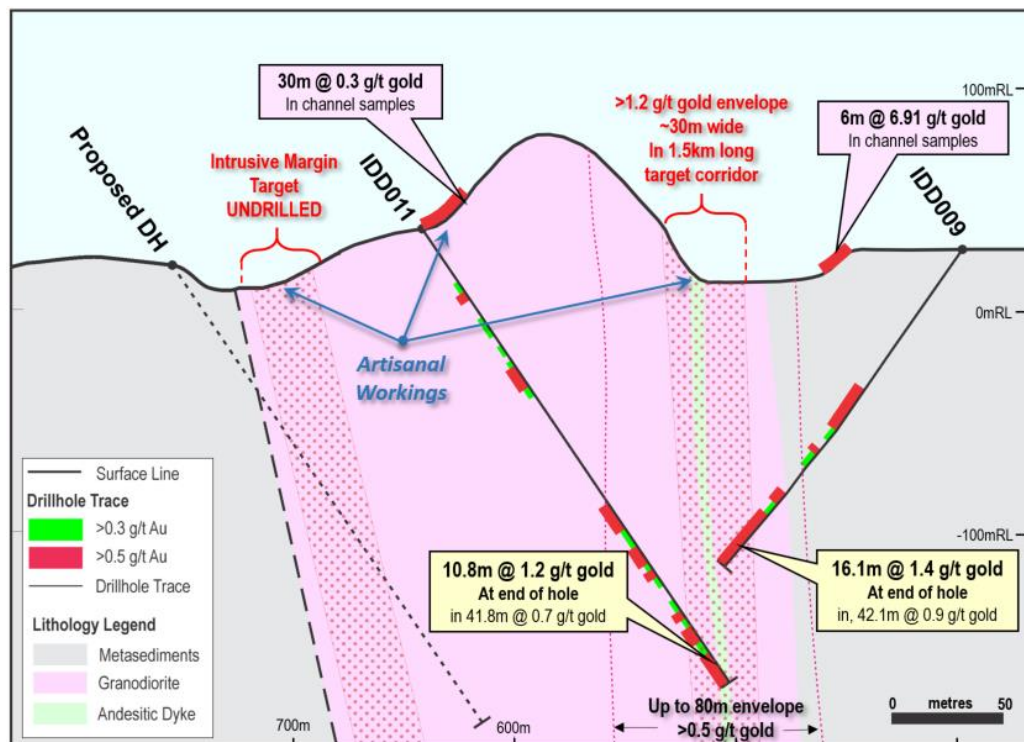 30m @ 0.3 g/t gold
In channel samples
>1.2 g/t gold envelope
~30m wide
In 1.5km long
target corridor
6m @ 6.91 g/t gold
In channel samples
100mRL
Proposed DH
Intrusive Margin
Target
UNDRILLED
IDD011
IDD009
0mRL
Artisanal
Workings
Surface Line
Drillhole Trace
>0.3 g/t Au
>0.5 g/t Au
Drillhole Trace
Lithology Legend
Metasediments
Granodiorite
Andesitic Dyke
-100mRL
10.8m @ 1.2 g/t gold
At end of hole
in 41.8m @ 0.7 g/t gold
16.1m @ 1.4 g/t gold
At end of hole
in, 42.1m @ 0.9 g/t gold
Up to 80m envelope
>0.5 g/t gold
0 metres 50
700m
600m